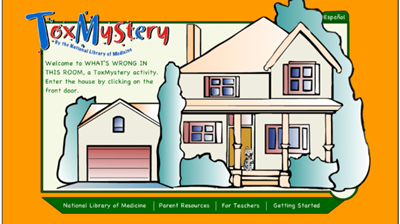 Español
ToxMystery
By the National Library of Medicine
Welcome to WHAT'S WRONG IN
THIS ROOM, a ToxMystery activity.
Enter the house by clicking on the
front door.
National Library of Medicine | Parent Resources | For Teachers | Getting Started